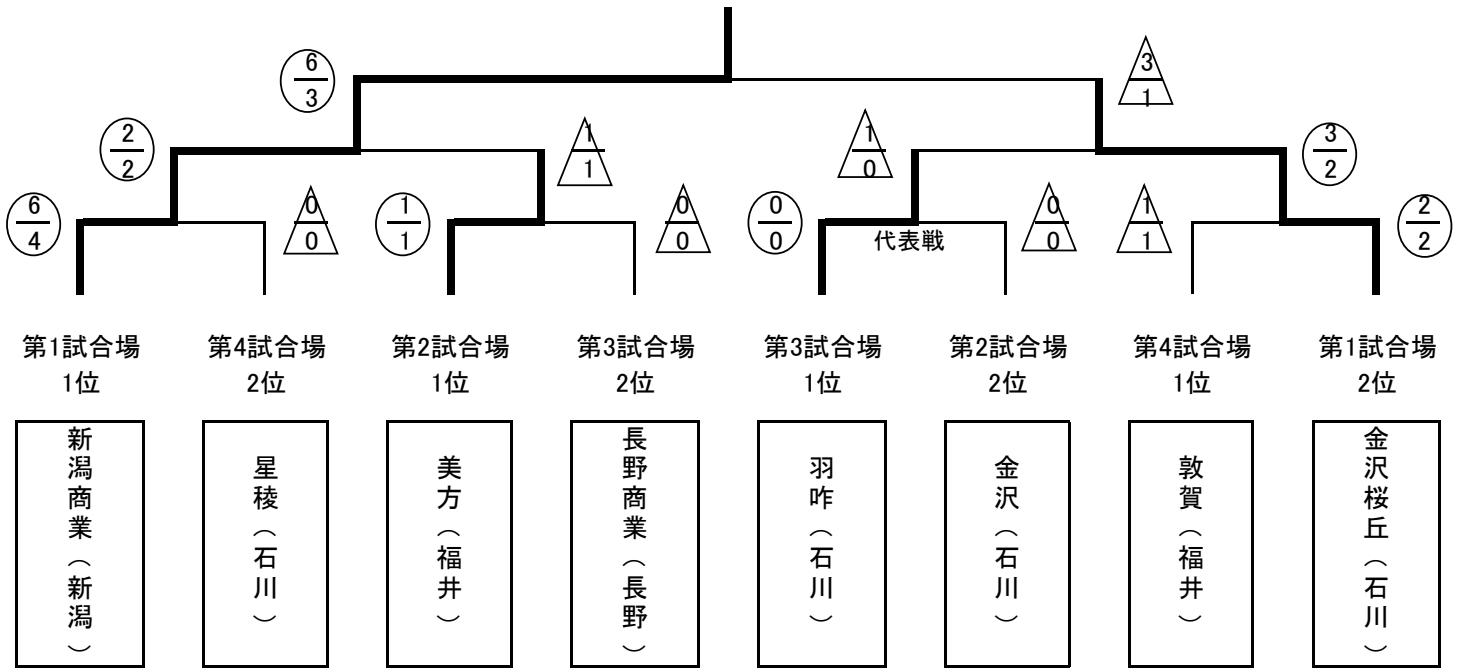 6
3
3
1
2
2
1
1
1
0
3
2
6
4
0
0
1
1
0
0
0
0
代表戦
0
0
1
1
2
2
第1試合場
1位
第4試合場
2位
第2試合場
1位
第3試合場
2位
第3試合場
1位
第2試合場
2位
第4試合場
1位
第1試合場
2位
新潟商業（新潟）
星稜（石川）
美方（福井）
長野商業（長野）
羽咋（石川）
金沢（石川）
敦賀（福井）
金沢桜丘（石川）